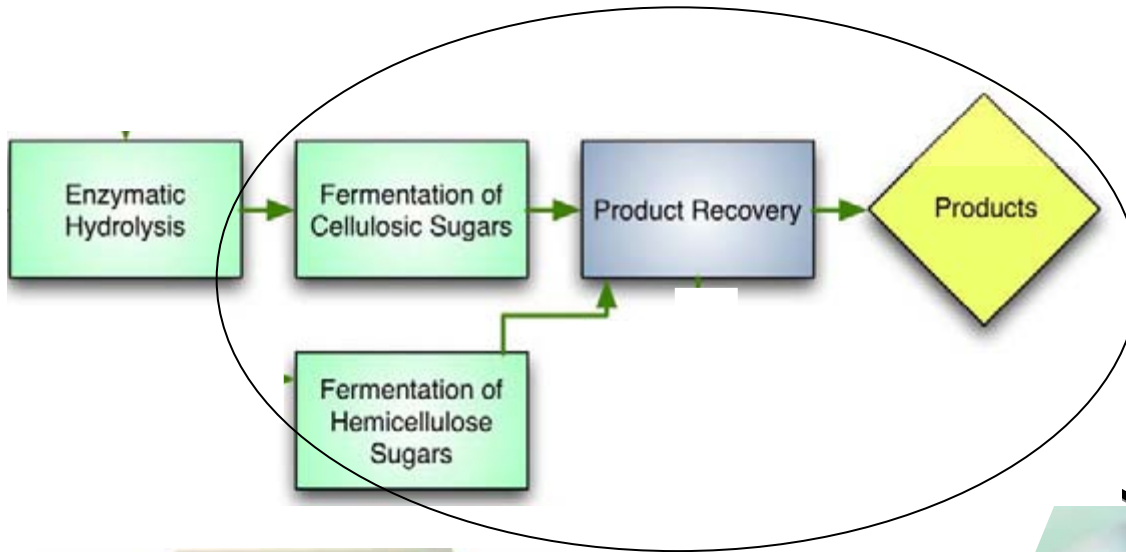 Enzymatic
Hydrolysis
Fermentation of
Cellulosic Sugars
Product Recovery
Products
Fermentation of
Hemicellulose
Sugars